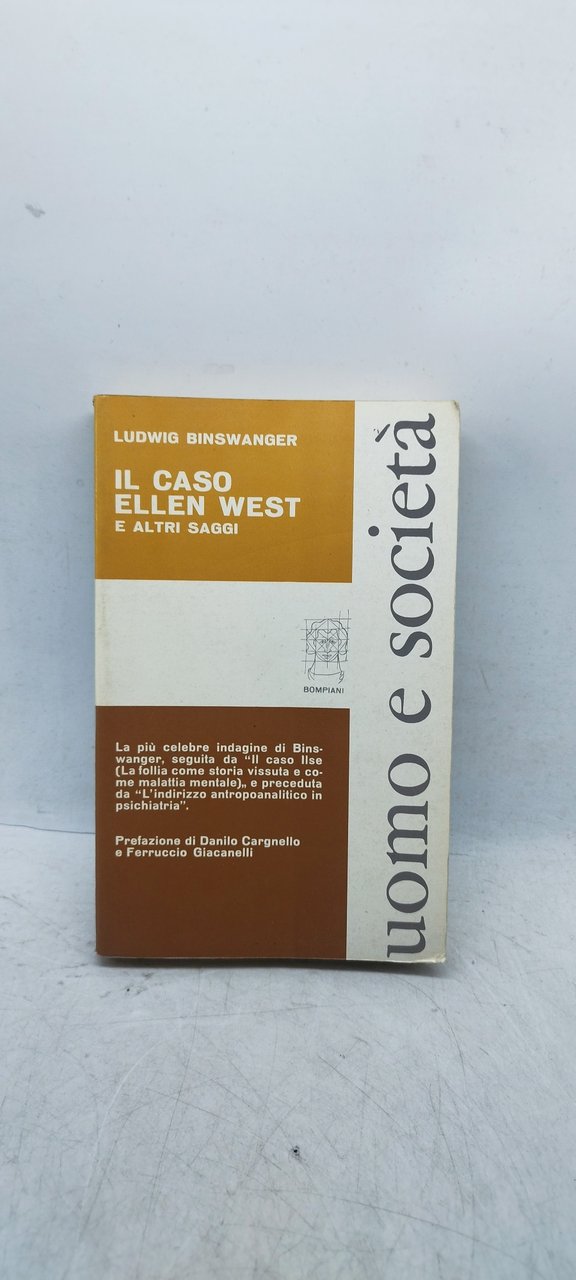 LUDWIG BINSWANGER
IL CASO
ELLEN WEST
E ALTRI SAGGI
BOMPIANI
La più celebre indagine di Bins-
wanger, seguita da "Il caso Ilse
(La follia come storia vissuta e co-
me malattia mentale)„ e preceduta
da "L'indirizzo antropoanalitico in
psichiatria".
Prefazione di Danilo Cargnello
e Ferruccio Giacanelli
uomo e società